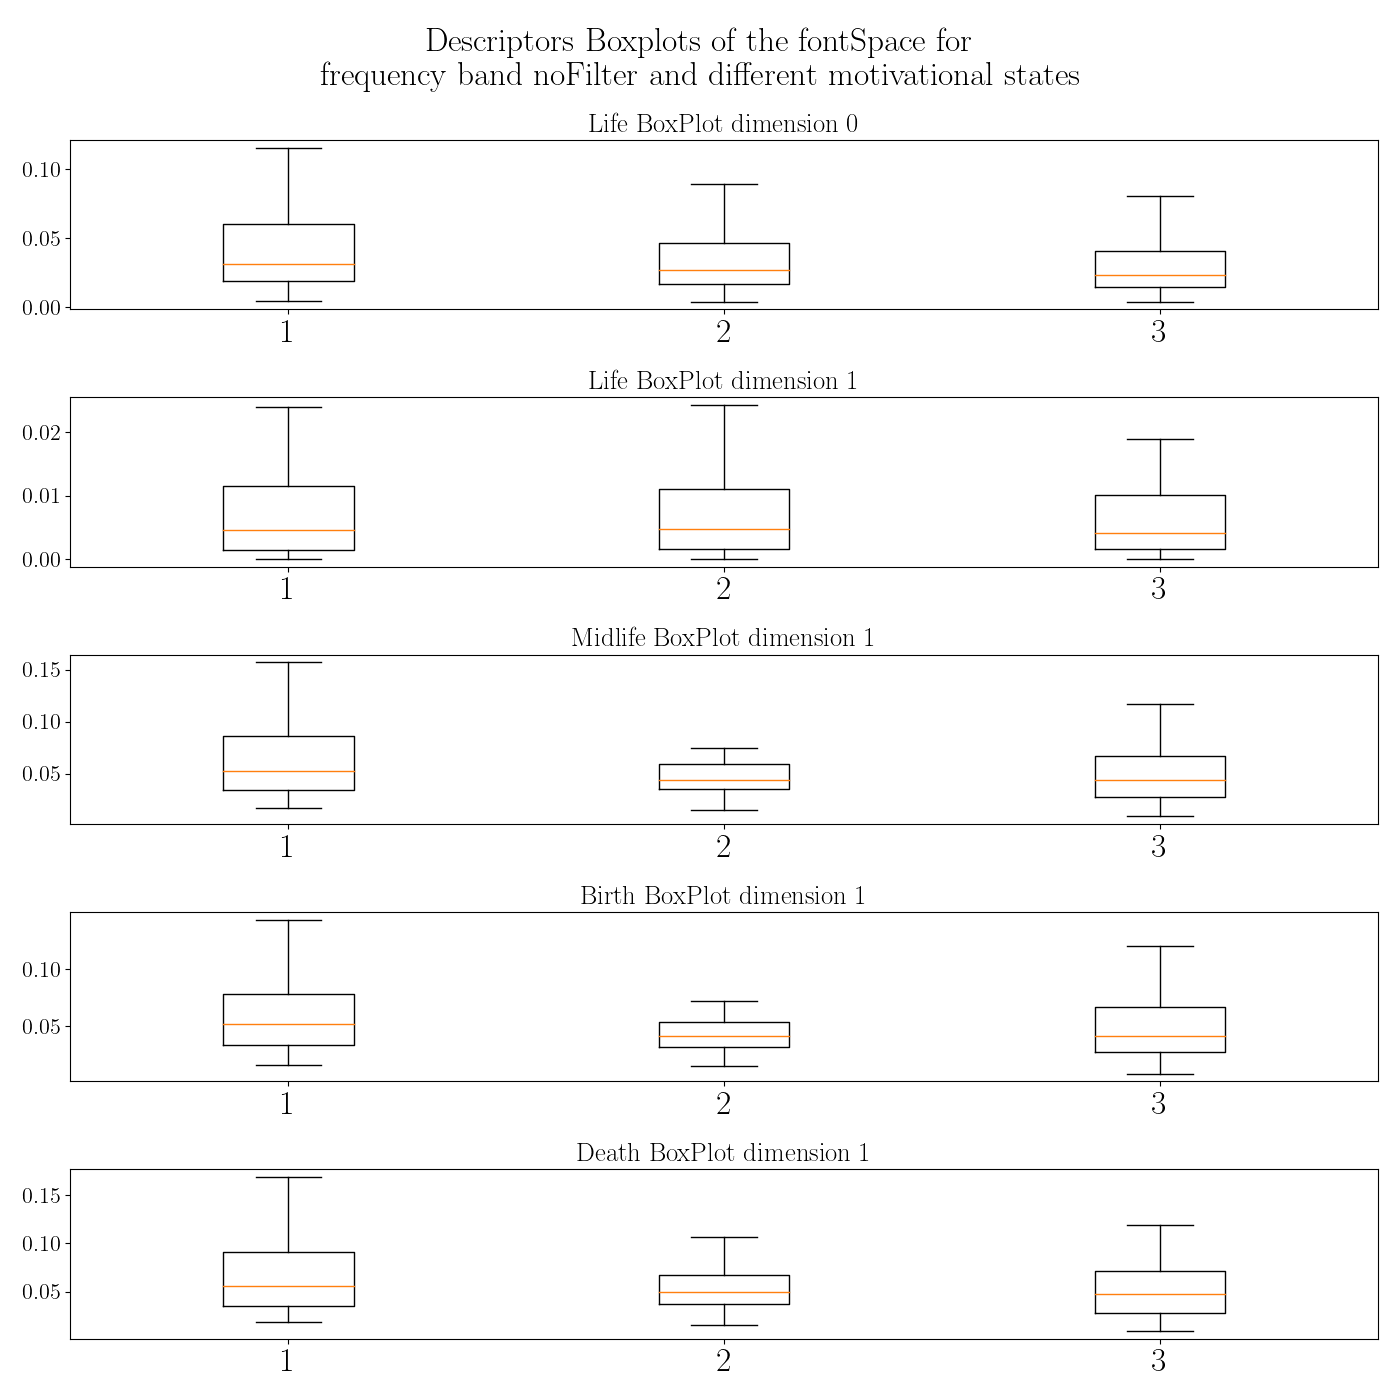 Descriptors Boxplots of the fontSpace for
frequency band noFilter and different motivational states
Life BoxPlot dimension 0
0.10
0.05
0.00
1 2 3
Life BoxPlot dimension 1
0.02
0.01
0.00
1 2 3
Midlife BoxPlot dimension 1
0.15
0.10
0.05
1 2 3
Birth BoxPlot dimension 1
0.10
0.05
1 2 3
Death BoxPlot dimension 1
0.15
0.10
0.05
1 2 3